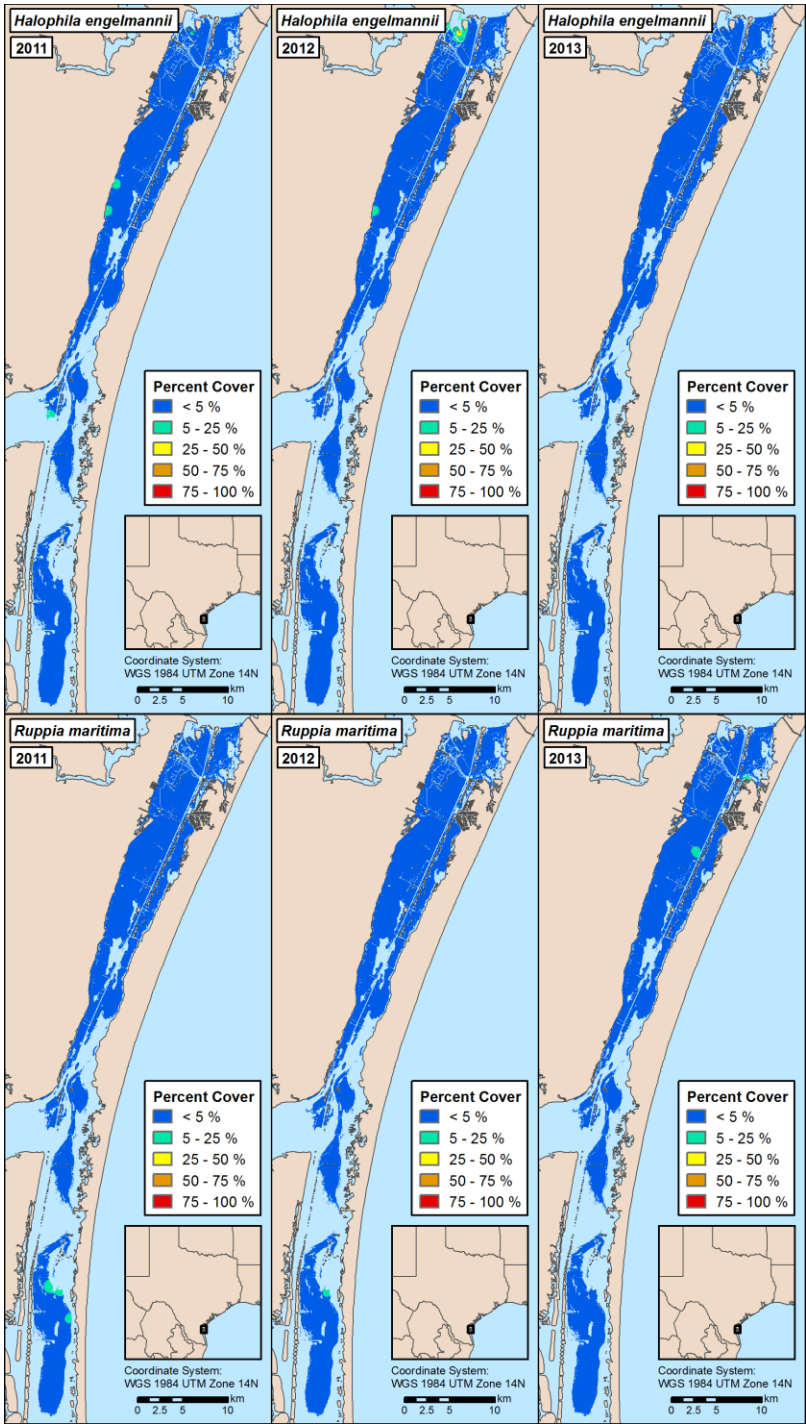 Halophila engelmannii
2011
Percent Cover
< 5 %
5 - 25 %
25 - 50 %
50 - 75 %
75 - 100 %
Coordinate System:
WGS 1984 UTM Zone 14N
km
0 2.5 5 10
Halophila engelmannii
2012
Percent Cover
< 5 %
5 - 25 %
25 - 50 %
50 - 75 %
75 - 100 %
Coordinate System:
WGS 1984 UTM Zone 14N
km
0 2.5 5 10
Halophila engelmannii
2013
Percent Cover
< 5 %
5 - 25 %
25 - 50 %
50 - 75 %
75 - 100 %
Coordinate System:
WGS 1984 UTM Zone 14N
km
0 2.5 5 10
Ruppia maritima
2011
Percent Cover
< 5 %
5 - 25 %
25 - 50 %
50 - 75 %
75 - 100 %
Coordinate System:
WGS 1984 UTM Zone 14N
km
0 2.5 5 10
Ruppia maritima
2012
Percent Cover
< 5 %
5 - 25 %
25 - 50 %
50 - 75 %
75 - 100 %
Coordinate System:
WGS 1984 UTM Zone 14N
km
0 2.5 5 10
Ruppia maritima
2013
Percent Cover
< 5 %
5 - 25 %
25 - 50 %
50 - 75 %
75 - 100 %
Coordinate System:
WGS 1984 UTM Zone 14N
km
0 2.5 5 10